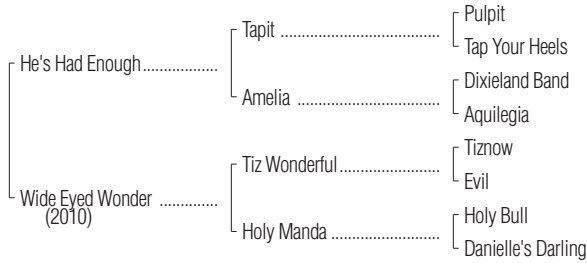 Pulpit
Tapit
Tap Your Heels
He's Had Enough
Dixieland Band
Amelia
Aquilegia
Tiznow
Tiz Wonderful
Evil
Wide Eyed Wonder
(2010)
Holy Bull
Holy Manda
Danielle's Darling